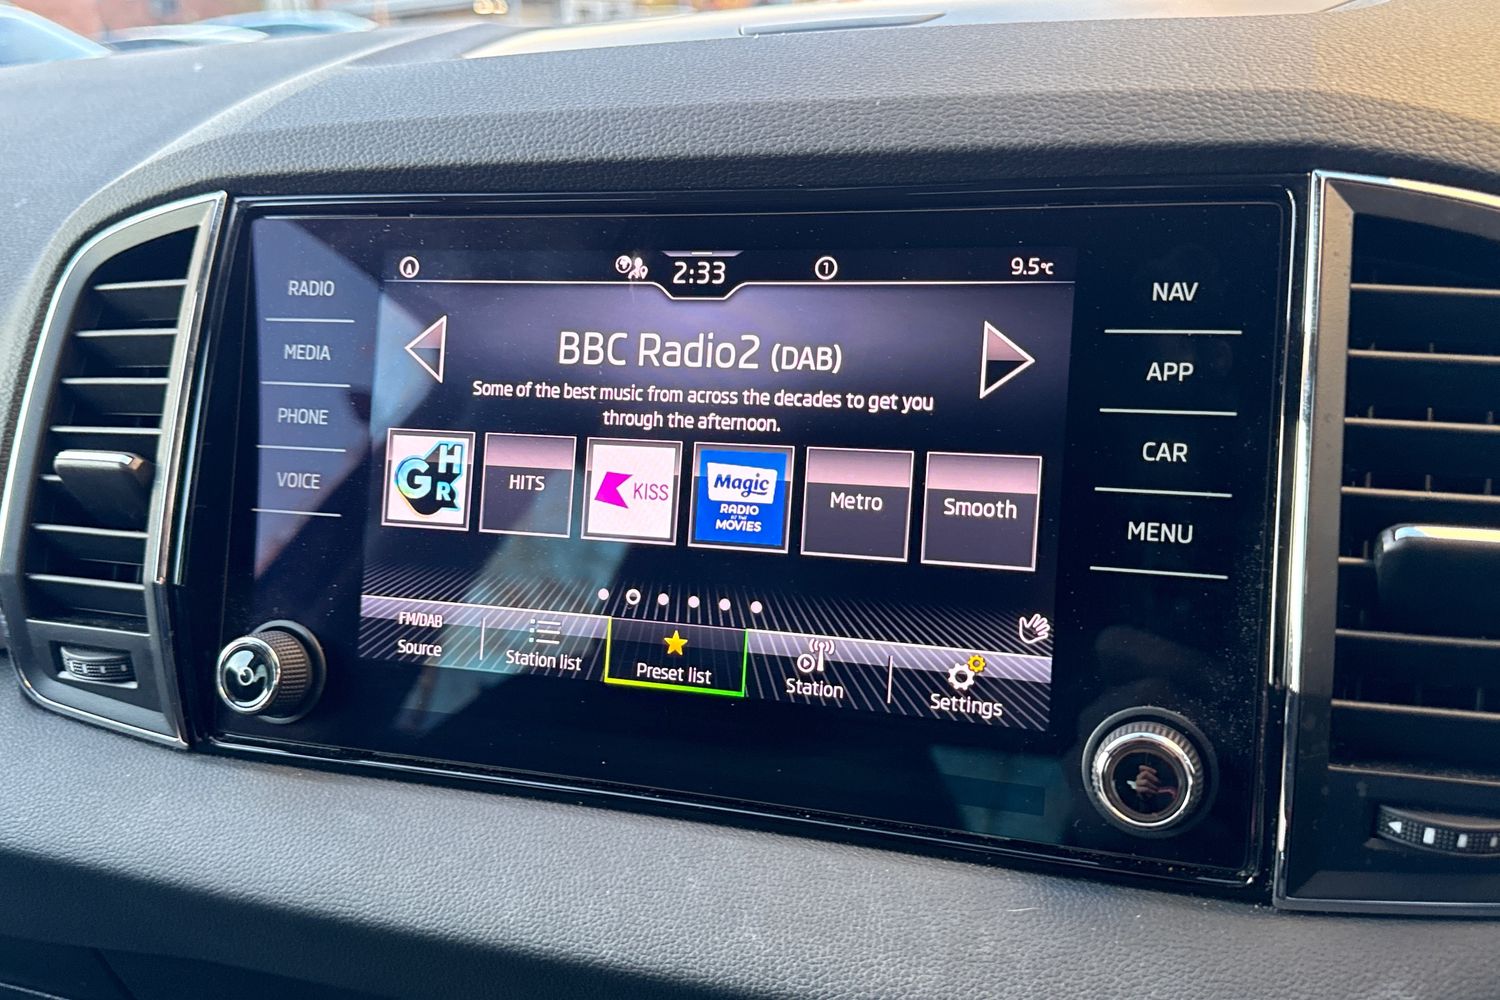 2:33
1
9.5°C
RADIO
MEDIA
PHONE
VOICE
BBC Radio2 (DAB)
Some of the best music from across the decades to get you
through the afternoon.
GHR
HITS
KISS
Magic
RADIO
AT THE
MOVIES
Metro
Smooth
FM/DAB
Source
Station list
Preset list
Station
Settings
NAV
APP
CAR
MENU